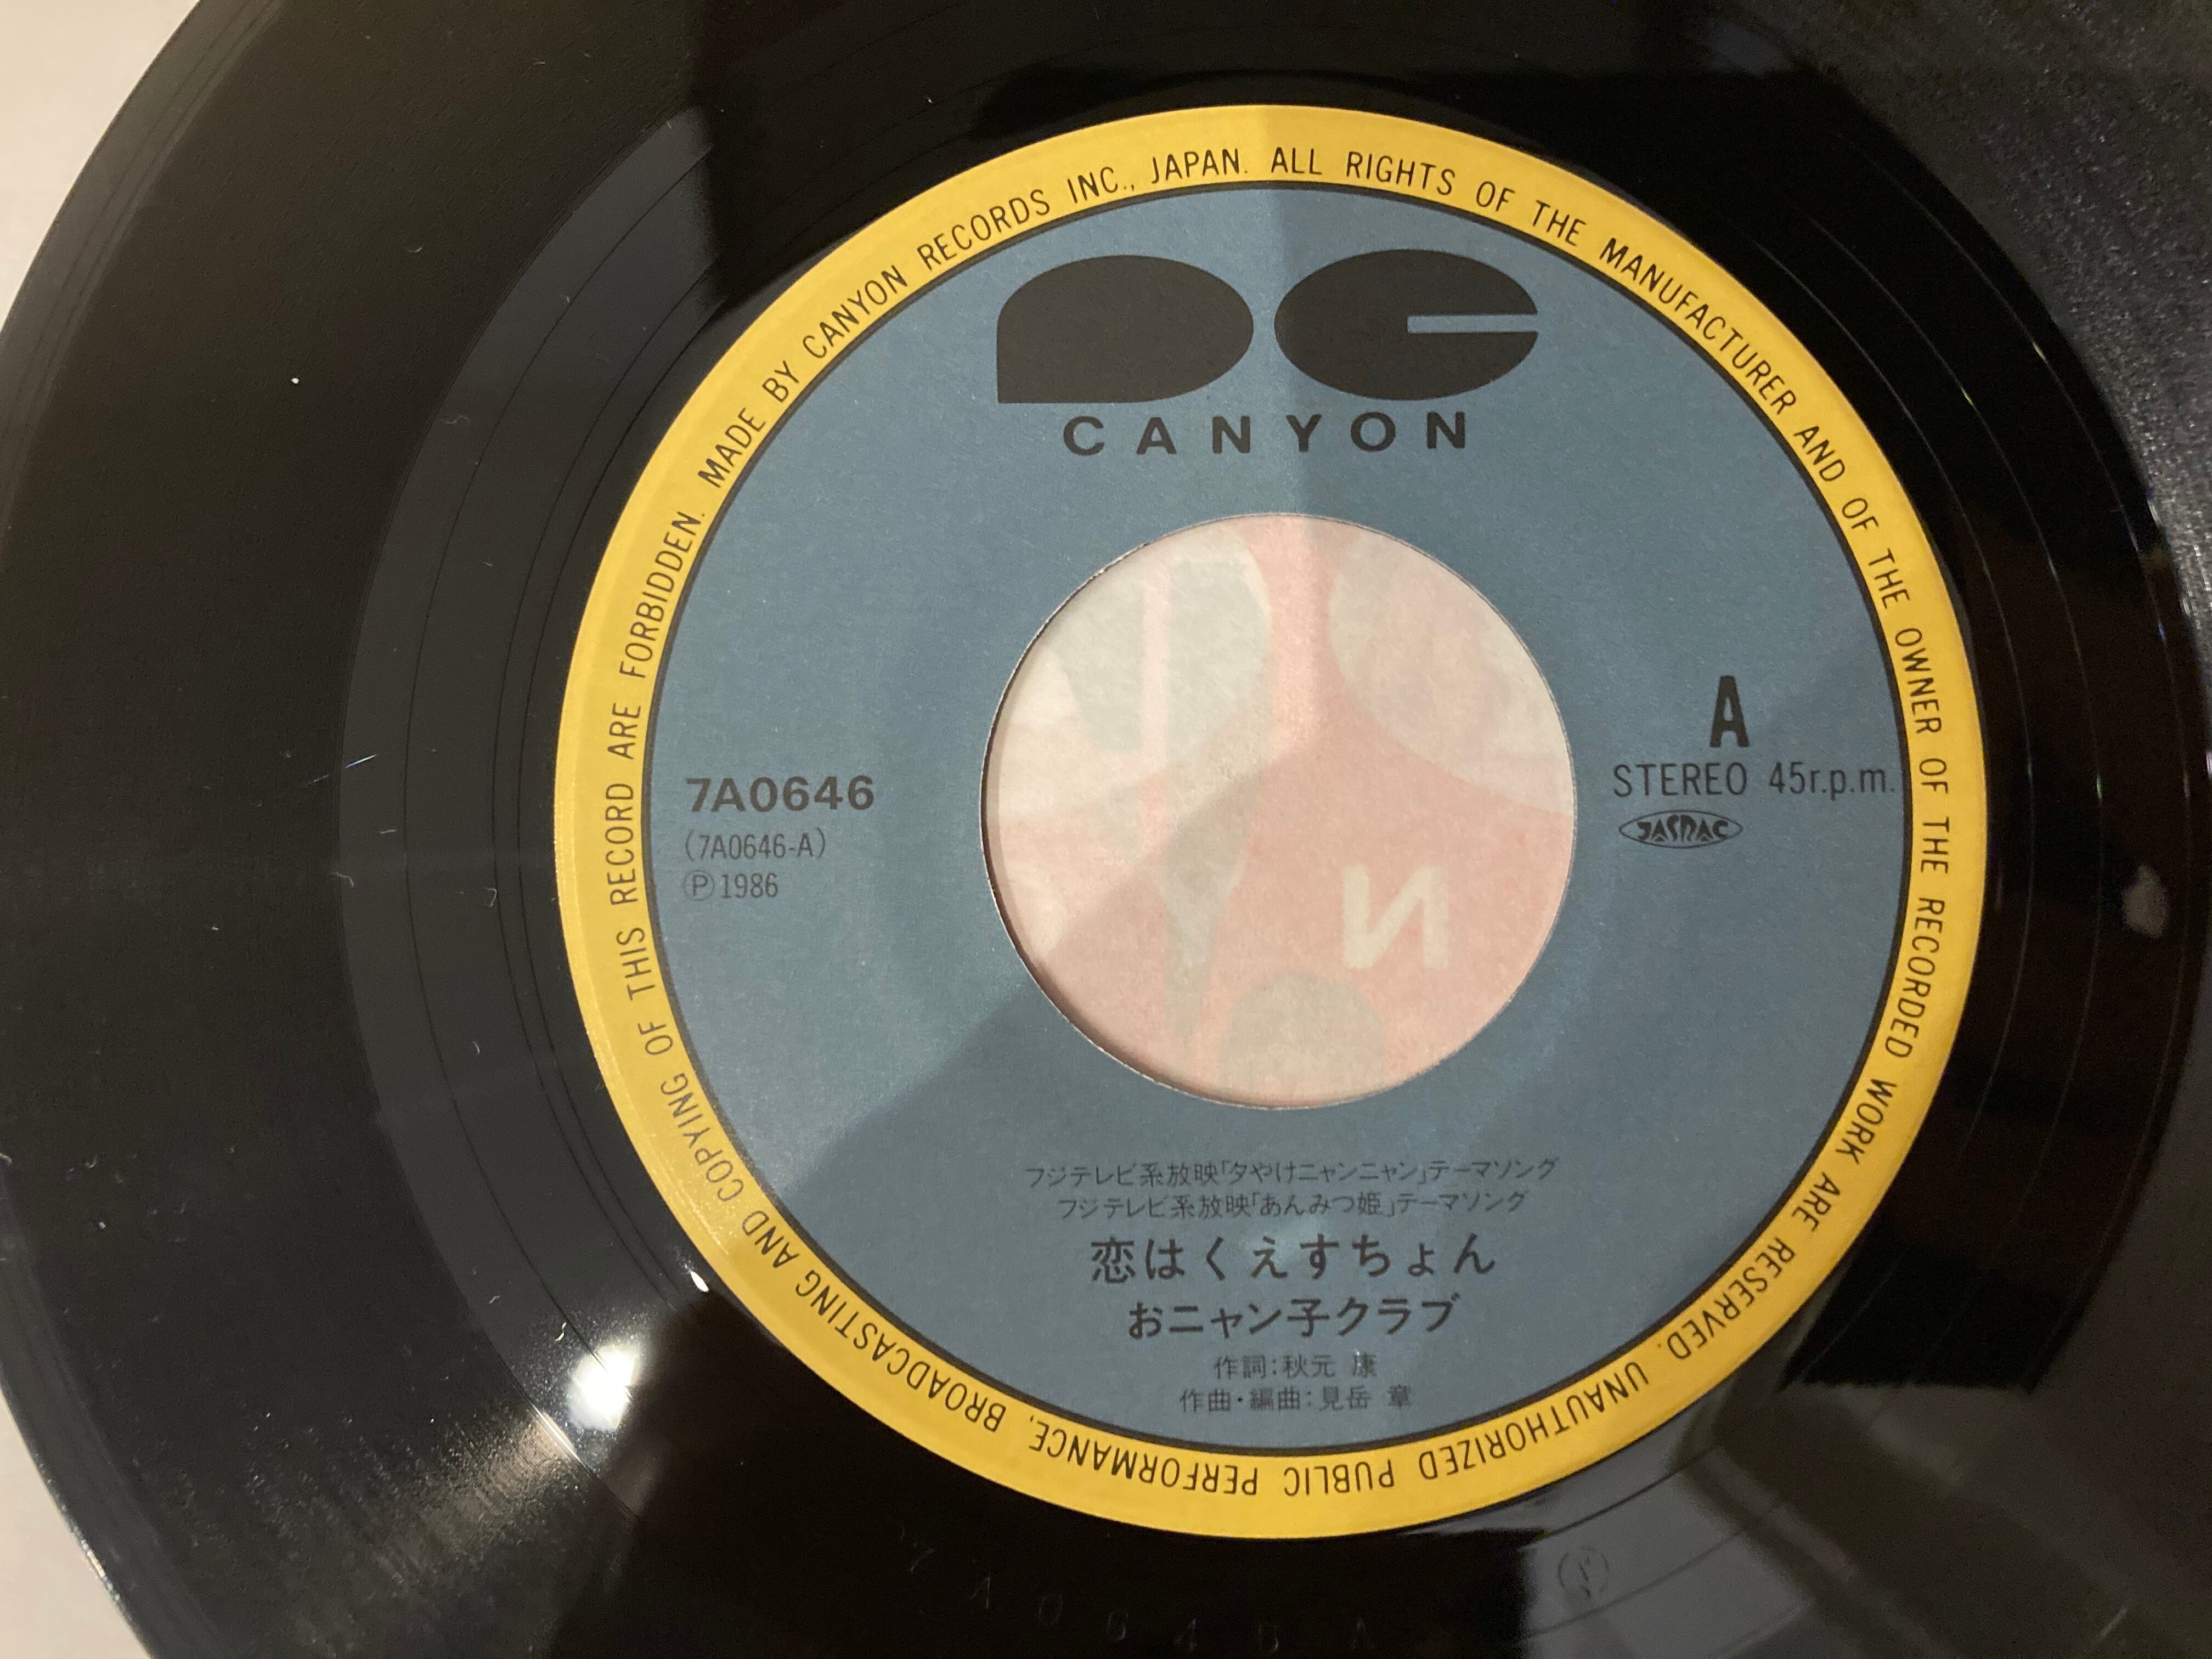 MADE BY CANYON RECORDS INC., JAPAN. ALL RIGHTS OF THE MANUFACTURER AND OF THE OWNER OF THE RECORDED WORK ARE RESERVED. UNAUTHORIZED PUBLIC PERFORMANCE, BROADCASTING AND COPYING OF THIS RECORD ARE FORBIDDEN.
PC
CANYON
A
STEREO 45r.p.m.
JASRAC
7A0646
(7A0646-A)
Ⓟ1986
フジテレビ系放映「夕やけニャンニャン」テーマソング
フジテレビ系放映「あんみつ姫」テーマソング
恋はくえすちょん
おニャン子クラブ
作詞:秋元 康
作曲・編曲:見岳 章
7A0646A